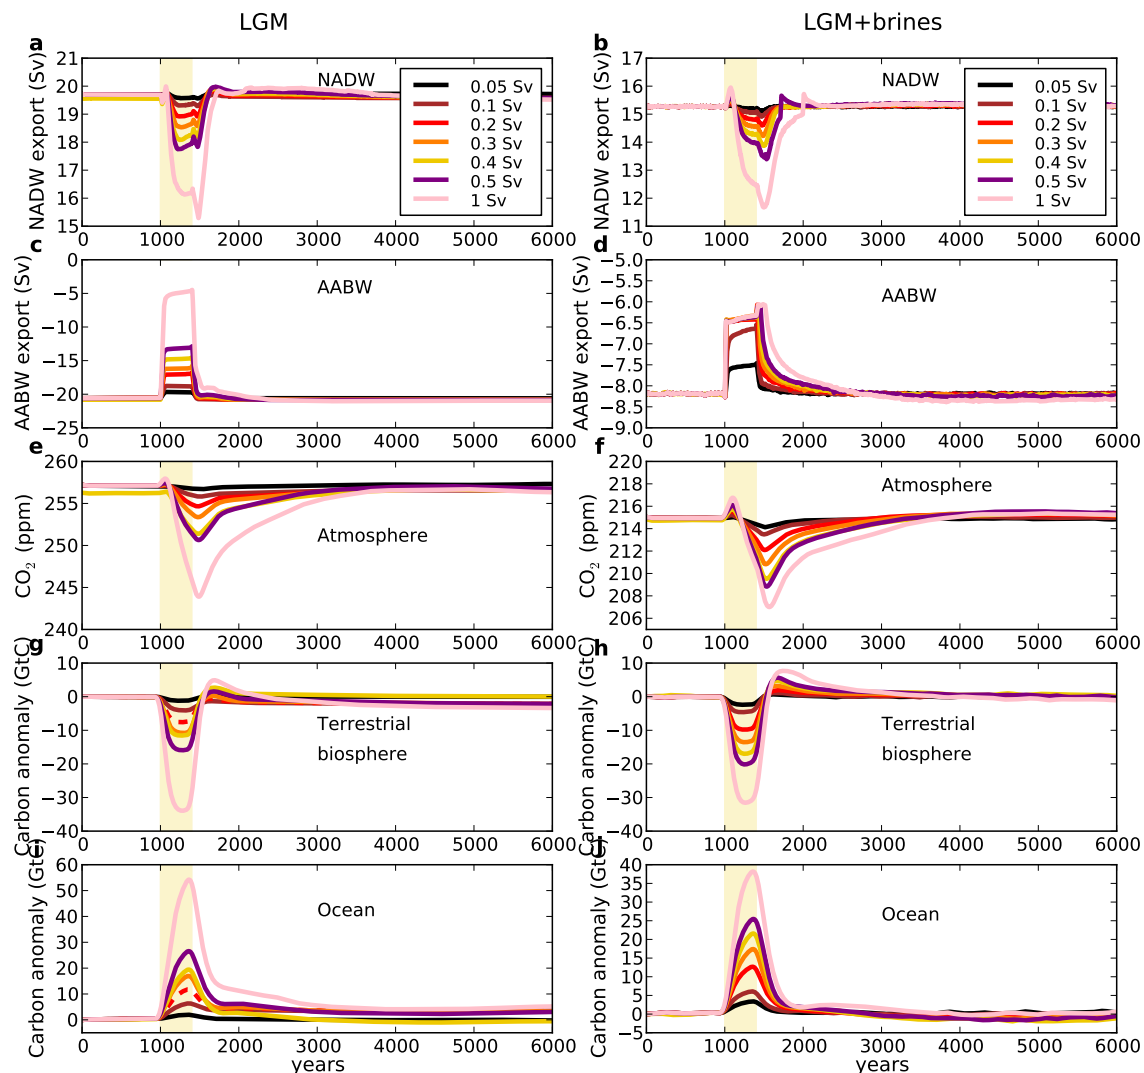 LGM
LGM+brines
a
NADW export (Sv)
21
20
19
18
17
16
15
NADW
0.05 Sv
0.1 Sv
0.2 Sv
0.3 Sv
0.4 Sv
0.5 Sv
1 Sv
0 1000 2000 3000 4000 5000 6000
b
NADW export (Sv)
17
16
15
14
13
12
11
NADW
0.05 Sv
0.1 Sv
0.2 Sv
0.3 Sv
0.4 Sv
0.5 Sv
1 Sv
0 1000 2000 3000 4000 5000 6000
c
AABW export (Sv)
0
−5
−10
−15
−20
−25
AABW
0 1000 2000 3000 4000 5000 6000
d
AABW export (Sv)
−5.0
−5.5
−6.0
−6.5
−7.0
−7.5
−8.0
−8.5
−9.0
AABW
0 1000 2000 3000 4000 5000 6000
e
CO2 (ppm)
260
255
250
245
240
Atmosphere
0 1000 2000 3000 4000 5000 6000
f
CO2 (ppm)
220
218
216
214
212
210
208
206
Atmosphere
0 1000 2000 3000 4000 5000 6000
g
Carbon anomaly (GtC)
10
0
−10
−20
−30
−40
Terrestrial
biosphere
0 1000 2000 3000 4000 5000 6000
h
Carbon anomaly (GtC)
10
0
−10
−20
−30
−40
Terrestrial
biosphere
0 1000 2000 3000 4000 5000 6000
i
Carbon anomaly (GtC)
60
50
40
30
20
10
0
Ocean
0 1000 2000 3000 4000 5000 6000
years
j
Carbon anomaly (GtC)
40
35
30
25
20
15
10
5
0
−5
Ocean
0 1000 2000 3000 4000 5000 6000
years